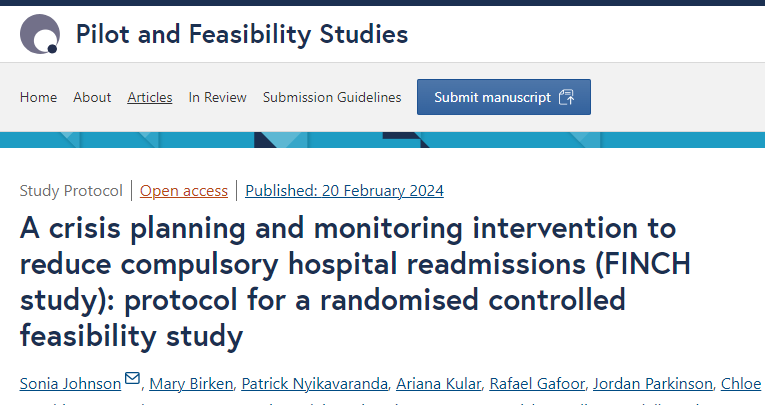 Pilot and Feasibility Studies
Home About Articles In Review Submission Guidelines Submit manuscript
Study Protocol | Open access | Published: 20 February 2024
A crisis planning and monitoring intervention to
reduce compulsory hospital readmissions (FINCH
study): protocol for a randomised controlled
feasibility study
Sonia Johnson, Mary Birken, Patrick Nyikavaranda, Ariana Kular, Rafael Gafoor, Jordan Parkinson, Chloe